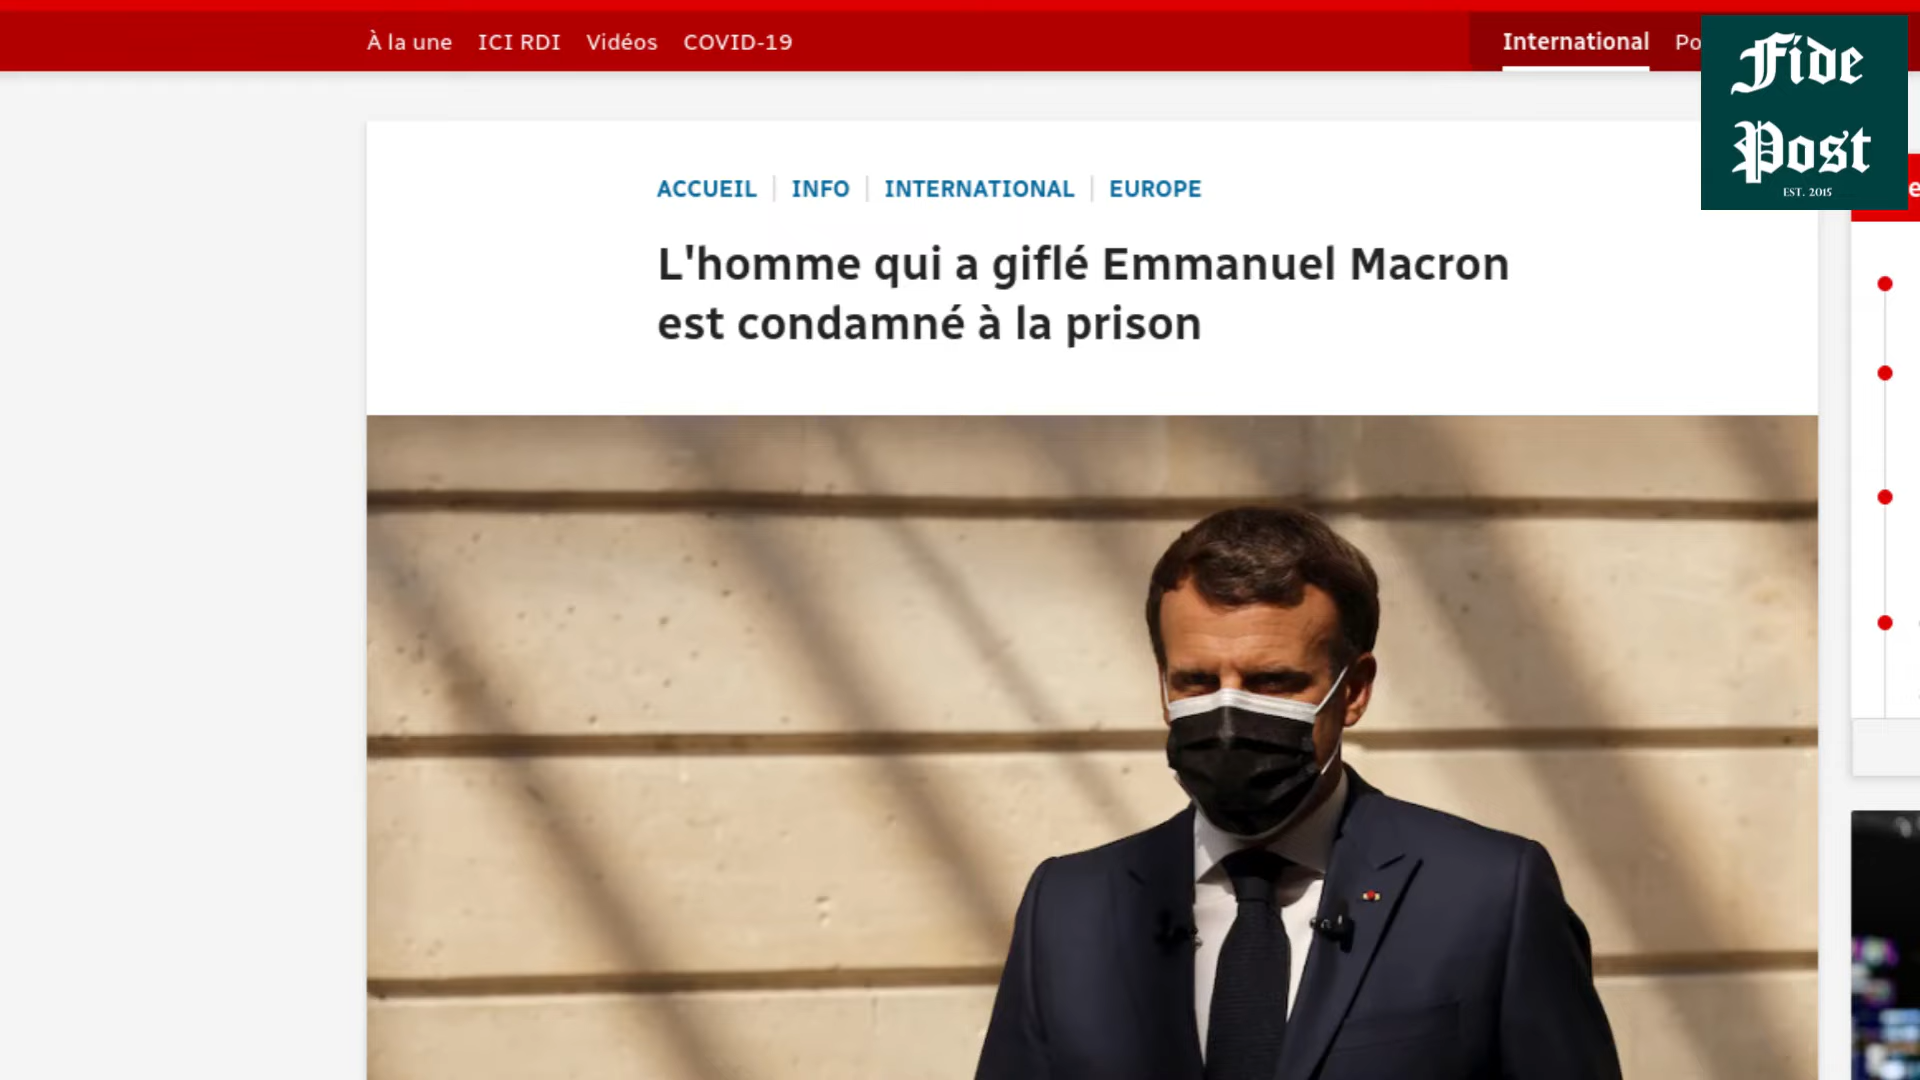 À la une ICI RDI Vidéos COVID-19 International
Fide
Post
EST. 2015
ACCUEIL INFO INTERNATIONAL EUROPE
L'homme qui a giflé Emmanuel Macron
est condamné à la prison